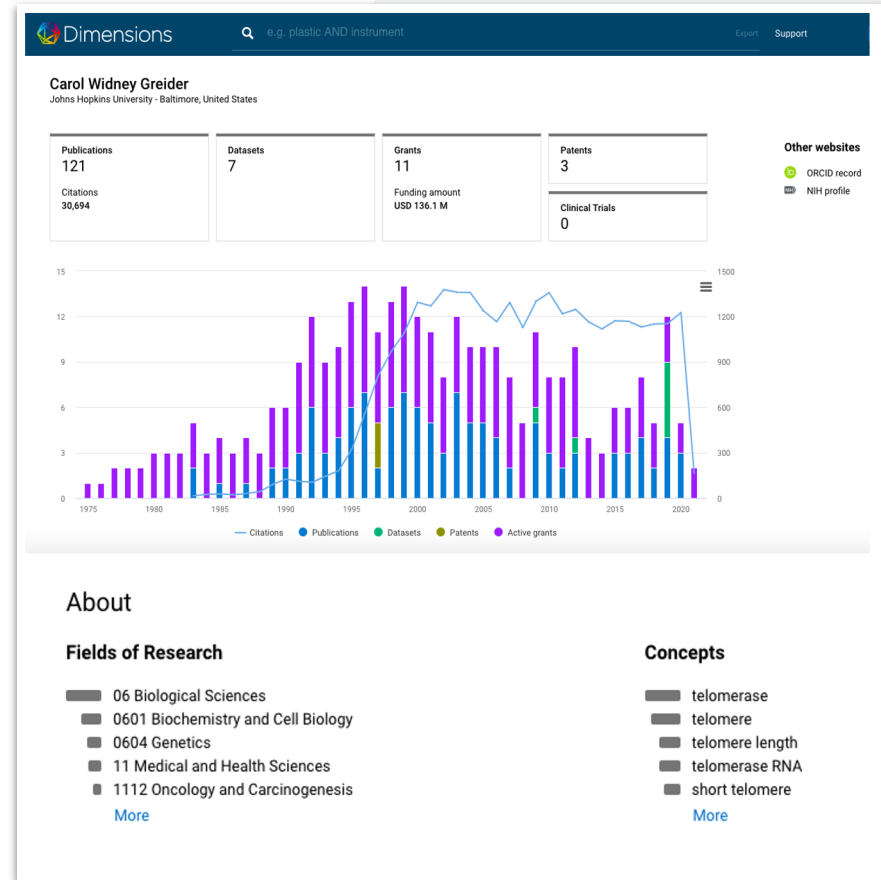 Dimensions
e.g. plastic AND instrument
Export
Support
Carol Widney Greider
Johns Hopkins University - Baltimore, United States
Publications
121
Citations
30,694
Datasets
7
Grants
11
Funding amount
USD 136.1 M
Patents
3
Clinical Trials
0
Other websites
iD ORCID record
NIH NIH profile
15
12
9
6
3
0
1500
1200
900
600
300
0
1975 1980 1985 1990 1995 2000 2005 2010 2015 2020
Citations Publications Datasets Patents Active grants
About
Fields of Research
06 Biological Sciences
0601 Biochemistry and Cell Biology
0604 Genetics
11 Medical and Health Sciences
1112 Oncology and Carcinogenesis
More
Concepts
telomerase
telomere
telomere length
telomerase RNA
short telomere
More